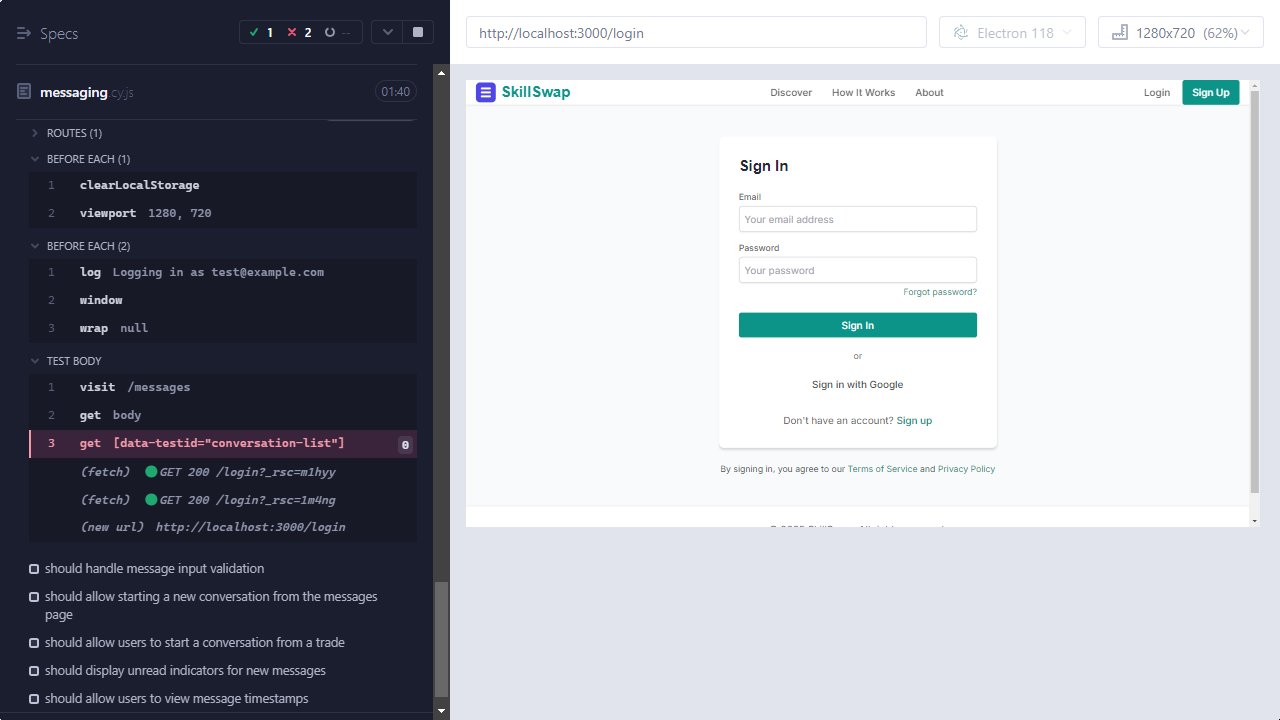 Specs
1
2
--
messaging.cy.js
01:40
ROUTES (1)
BEFORE EACH (1)
1 clearLocalStorage
2 viewport 1280, 720
BEFORE EACH (2)
1 log Logging in as test@example.com
2 window
3 wrap null
TEST BODY
1 visit /messages
2 get body
3 get [data-testid="conversation-list"] 0
(fetch) GET 200 /login?_rsc=m1hyy
(fetch) GET 200 /login?_rsc=1m4ng
(new url) http://localhost:3000/login
should handle message input validation
should allow starting a new conversation from the messages
page
should allow users to start a conversation from a trade
should display unread indicators for new messages
should allow users to view message timestamps
http://localhost:3000/login
Electron 118
1280x720 (62%)
SkillSwap
Discover
How It Works
About
Login
Sign Up
Sign In
Email
Your email address
Password
Your password
Forgot password?
Sign In
or
Sign in with Google
Don't have an account? Sign up
By signing in, you agree to our Terms of Service and Privacy Policy